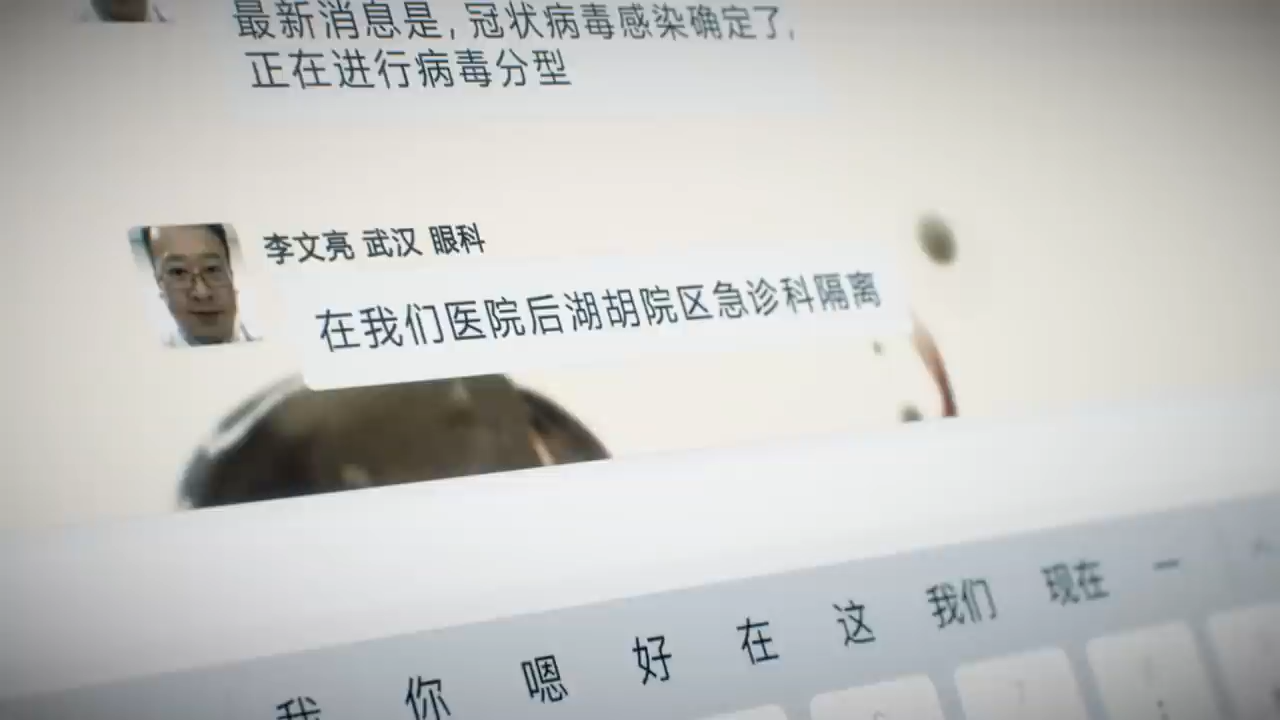 最新消息是, 冠状病毒感染确定了,
正在进行病毒分型
李文亮 武汉 眼科
在我们医院后湖胡院区急诊科隔离
我 你 嗯 好 在 这 我们 现在 一